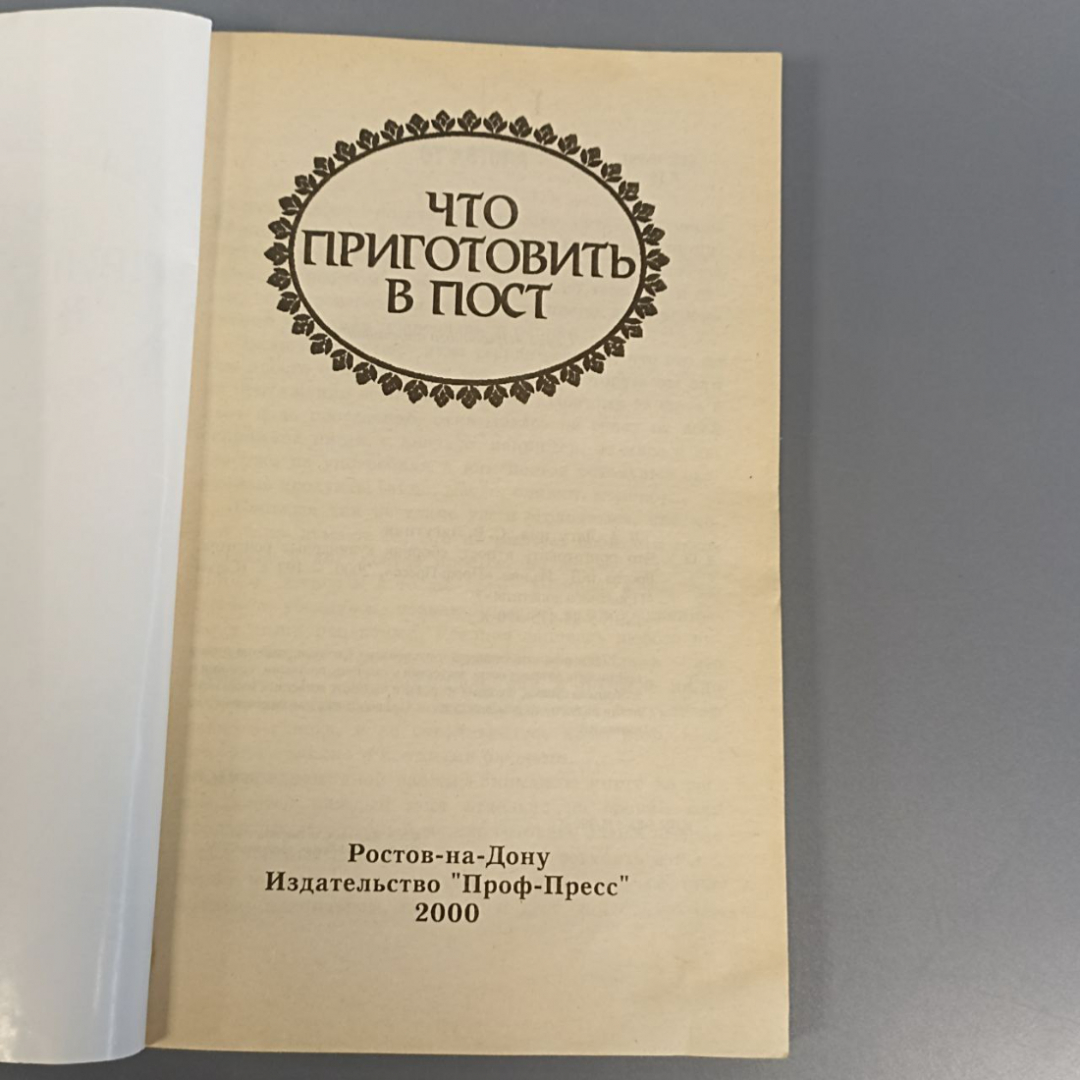 ЧТО
ПРИГОТОВИТЬ
В ПОСТ
Ростов-на-Дону
Издательство "Проф-Пресс"
2000